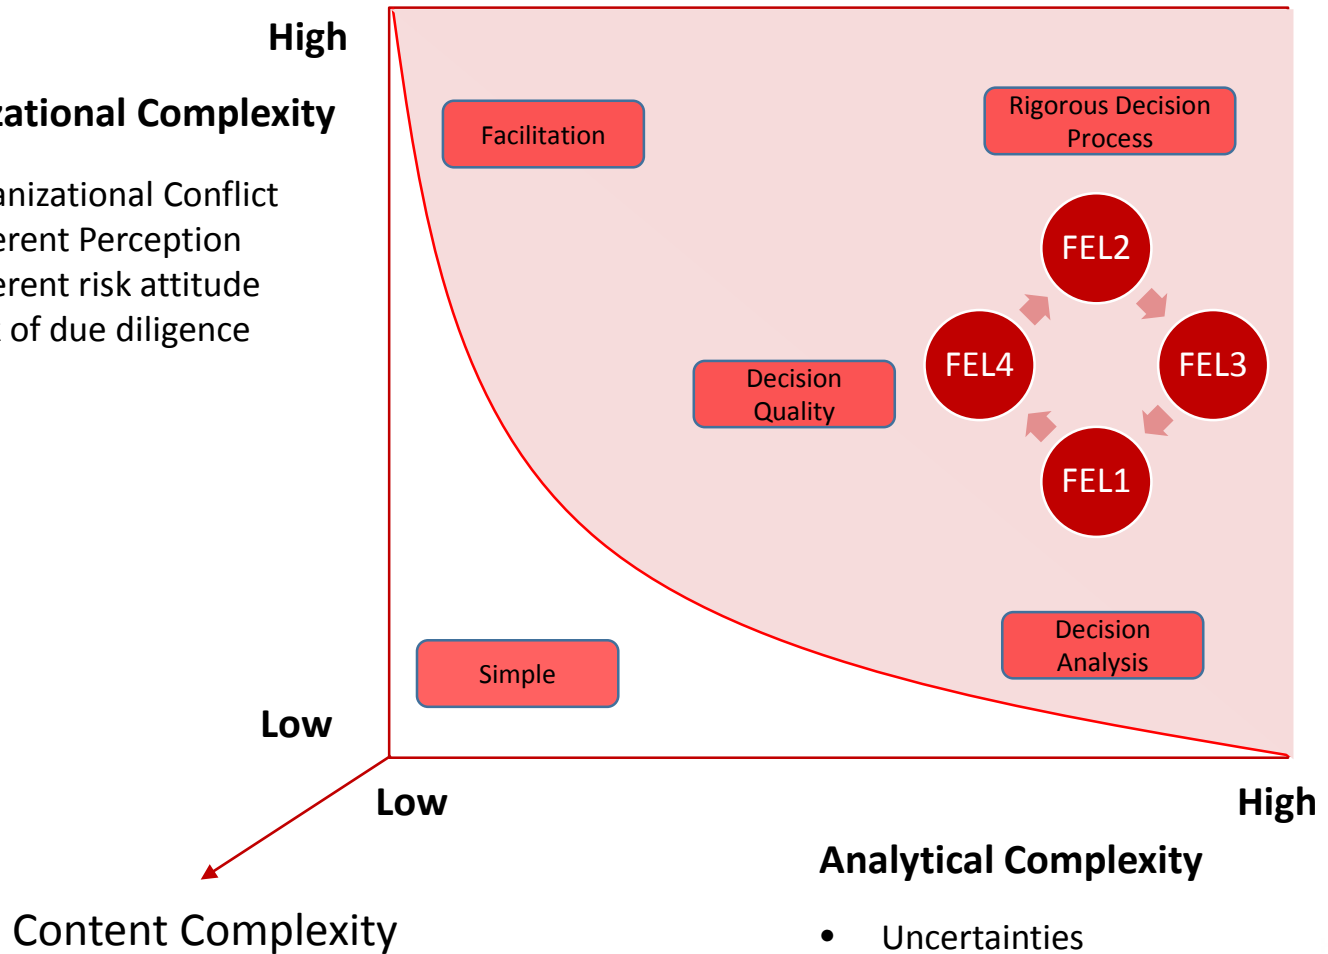 High
zational Complexity
anizational Conflict
erent Perception
erent risk attitude
of due diligence
Facilitation
Rigorous Decision
Process
FEL2
FEL4
FEL3
FEL1
Decision
Quality
Decision
Analysis
Simple
Low
Low
High
Analytical Complexity
Content Complexity
• Uncertainties